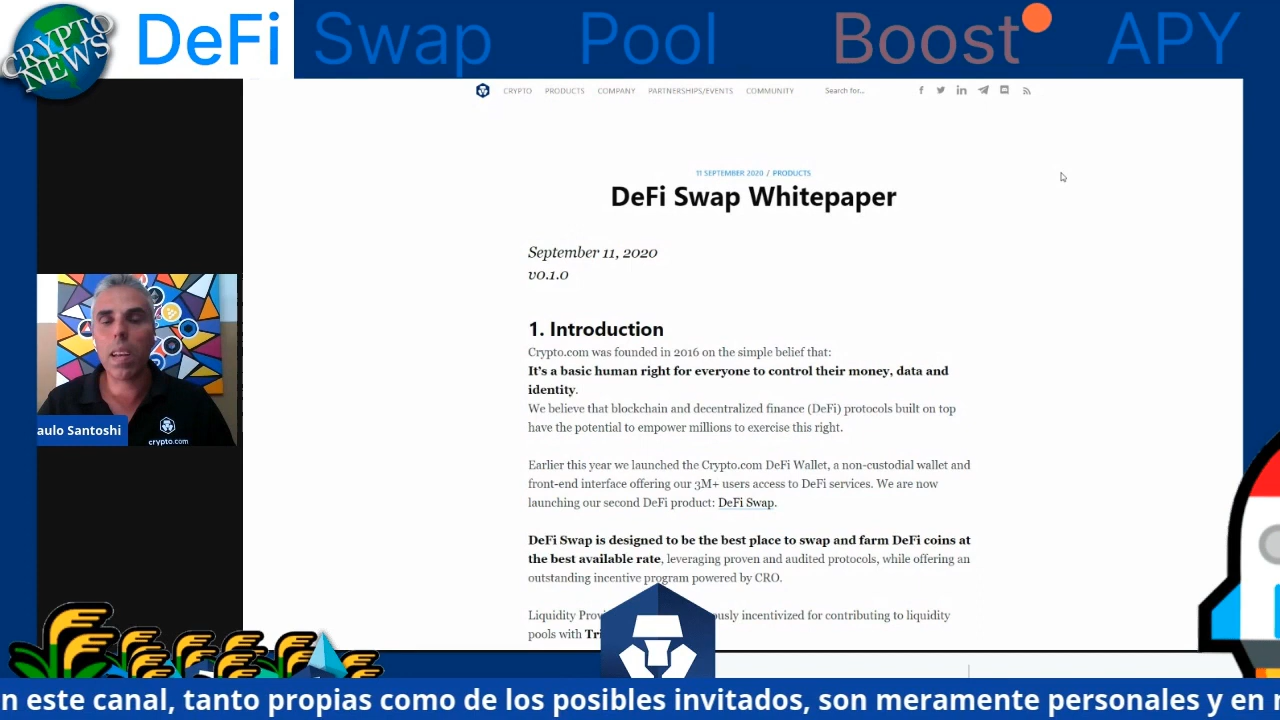 CRYPTO
NEWS
DeFi Swap Pool Boost APY
CRYPTO PRODUCTS COMPANY PARTNERSHIPS/EVENTS COMMUNITY Search for...
11 SEPTEMBER 2020 / PRODUCTS
DeFi Swap Whitepaper
September 11, 2020
v0.1.0
1. Introduction
Crypto.com was founded in 2016 on the simple belief that:
It's a basic human right for everyone to control their money, data and
identity.
We believe that blockchain and decentralized finance (DeFi) protocols built on top
have the potential to empower millions to exercise this right.
Earlier this year we launched the Crypto.com DeFi Wallet, a non-custodial wallet and
front-end interface offering our 3M+ users access to DeFi services. We are now
launching our second DeFi product: DeFi Swap.
DeFi Swap is designed to be the best place to swap and farm DeFi coins at
the best available rate, leveraging proven and audited protocols, while offering an
outstanding incentive program powered by CRO.
Liquidity incentivized for contributing to liquidity
pools with
aulo Santoshi
crypto.com
n este canal, tanto propias como de los posibles invitados, son meramente personales y en